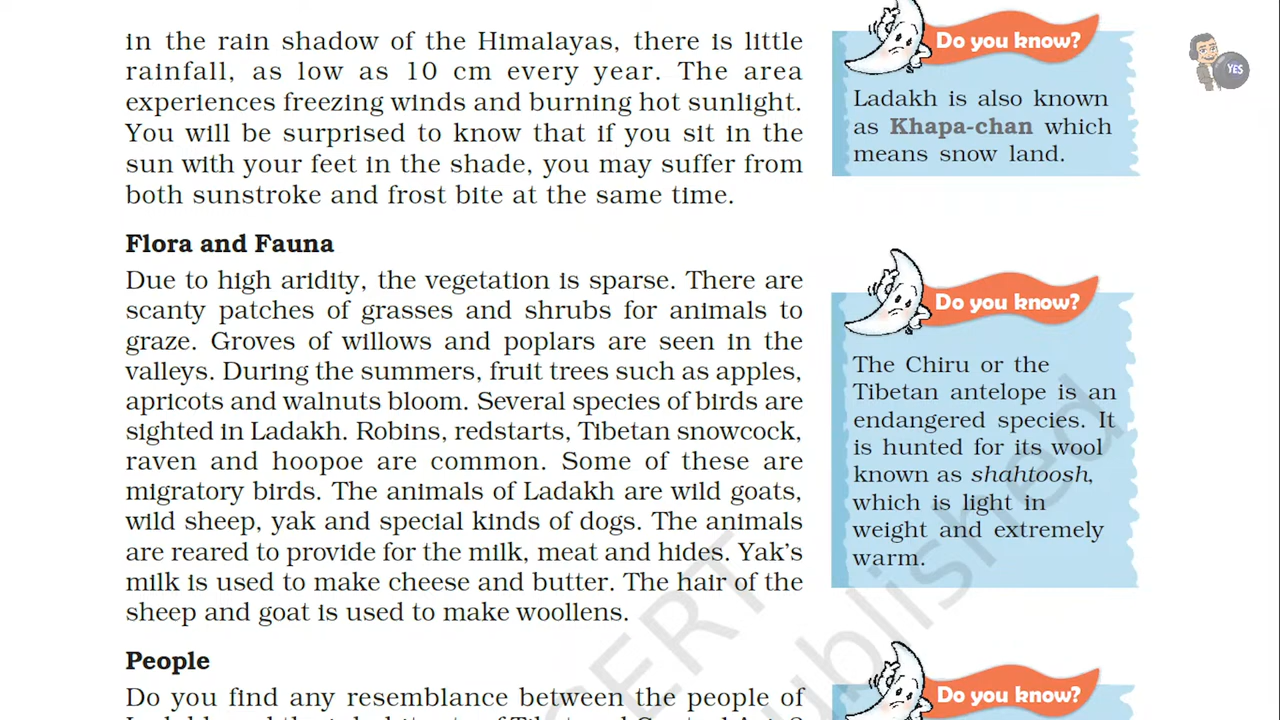 in the rain shadow of the Himalayas, there is little
rainfall, as low as 10 cm every year. The area
experiences freezing winds and burning hot sunlight.
You will be surprised to know that if you sit in the
sun with your feet in the shade, you may suffer from
both sunstroke and frost bite at the same time.
Flora and Fauna
Due to high aridity, the vegetation is sparse. There are
scanty patches of grasses and shrubs for animals to
graze. Groves of willows and poplars are seen in the
valleys. During the summers, fruit trees such as apples,
apricots and walnuts bloom. Several species of birds are
sighted in Ladakh. Robins, redstarts, Tibetan snowcock,
raven and hoopoe are common. Some of these are
migratory birds. The animals of Ladakh are wild goats,
wild sheep, yak and special kinds of dogs. The animals
are reared to provide for the milk, meat and hides. Yak's
milk is used to make cheese and butter. The hair of the
sheep and goat is used to make woollens.
People
Do you find any resemblance between the people of
Do you know?
Ladakh is also known
as Khapa-chan which
means snow land.
Do you know?
The Chiru or the
Tibetan antelope is an
endangered species. It
is hunted for its wool
known as shahtoosh,
which is light in
weight and extremely
warm.
Do you know?
YES